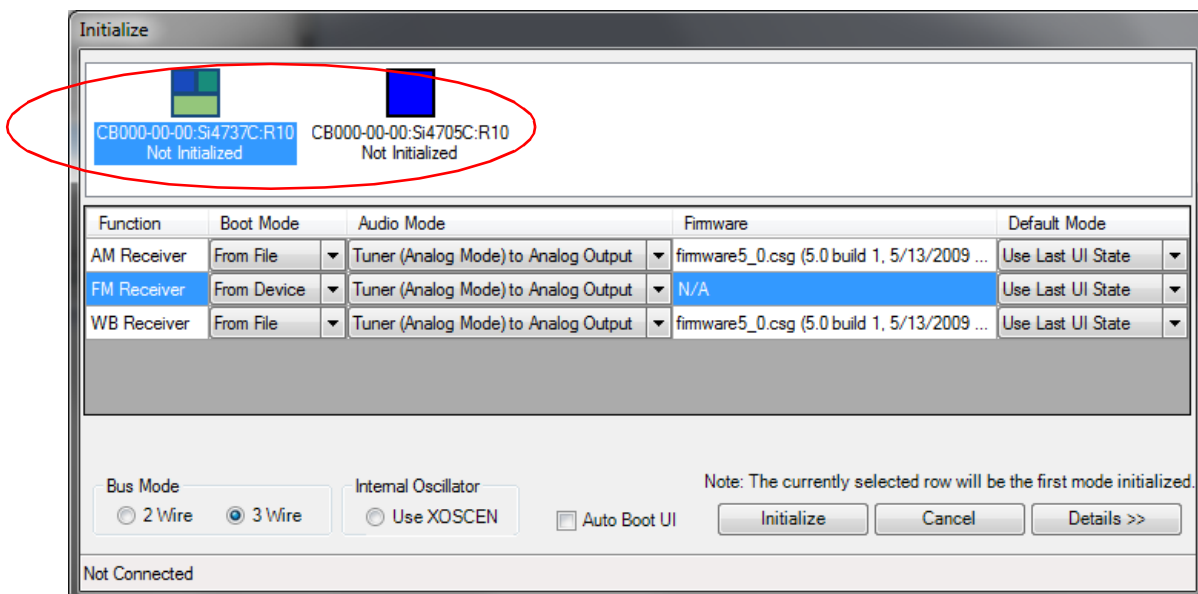 Initialize
CB000-00-00:Si4737C:R10
Not Initialized
CB000-00-00:Si4705C:R10
Not Initialized
Function Boot Mode Audio Mode Firmware Default Mode
AM Receiver From File Tuner (Analog Mode) to Analog Output firmware5_0.csg (5.0 build 1, 5/13/2009 ... Use Last UI State
FM Receiver From Device Tuner (Analog Mode) to Analog Output N/A Use Last UI State
WB Receiver From File Tuner (Analog Mode) to Analog Output firmware5_0.csg (5.0 build 1, 5/13/2009 ... Use Last UI State
Note: The currently selected row will be the first mode initialized.
Bus Mode Internal Oscillator
2 Wire 3 Wire Use XOSCEN Auto Boot UI Initialize Cancel Details >>
Not Connected